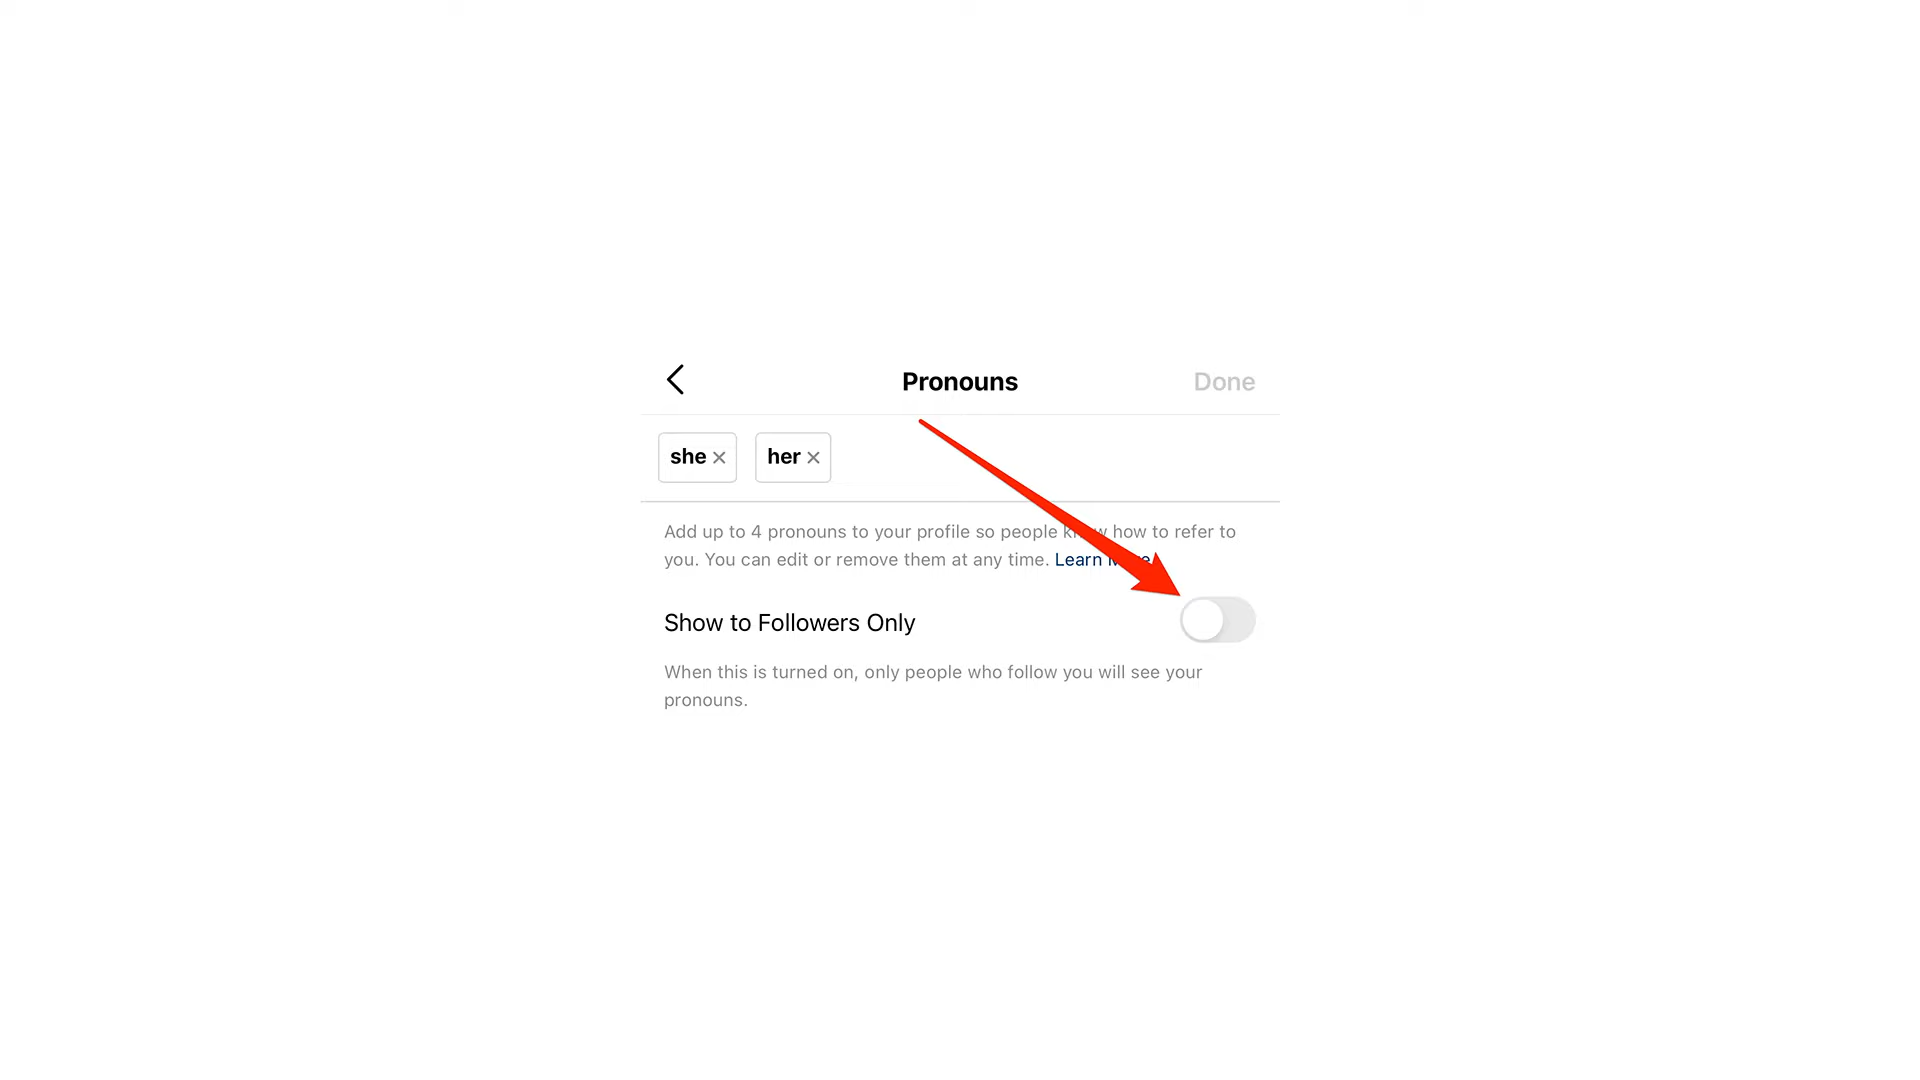 Pronouns
Done
she
her
Add up to 4 pronouns to your profile so people how to refer to
you. You can edit or remove them at any time. Learn
Show to Followers Only
When this is turned on, only people who follow you will see your
pronouns.